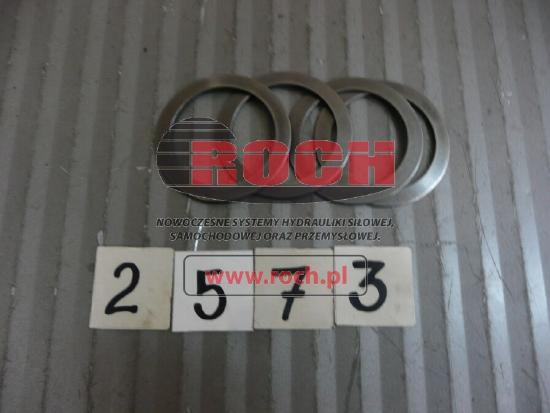 ROCH
NOWOCZESNE SYSTEMY HYDRAULIKI SIŁOWEJ,
SAMOCHODOWEJ ORAZ PRZEMYSŁOWEJ.
www.roch.pl
2 5 7 3